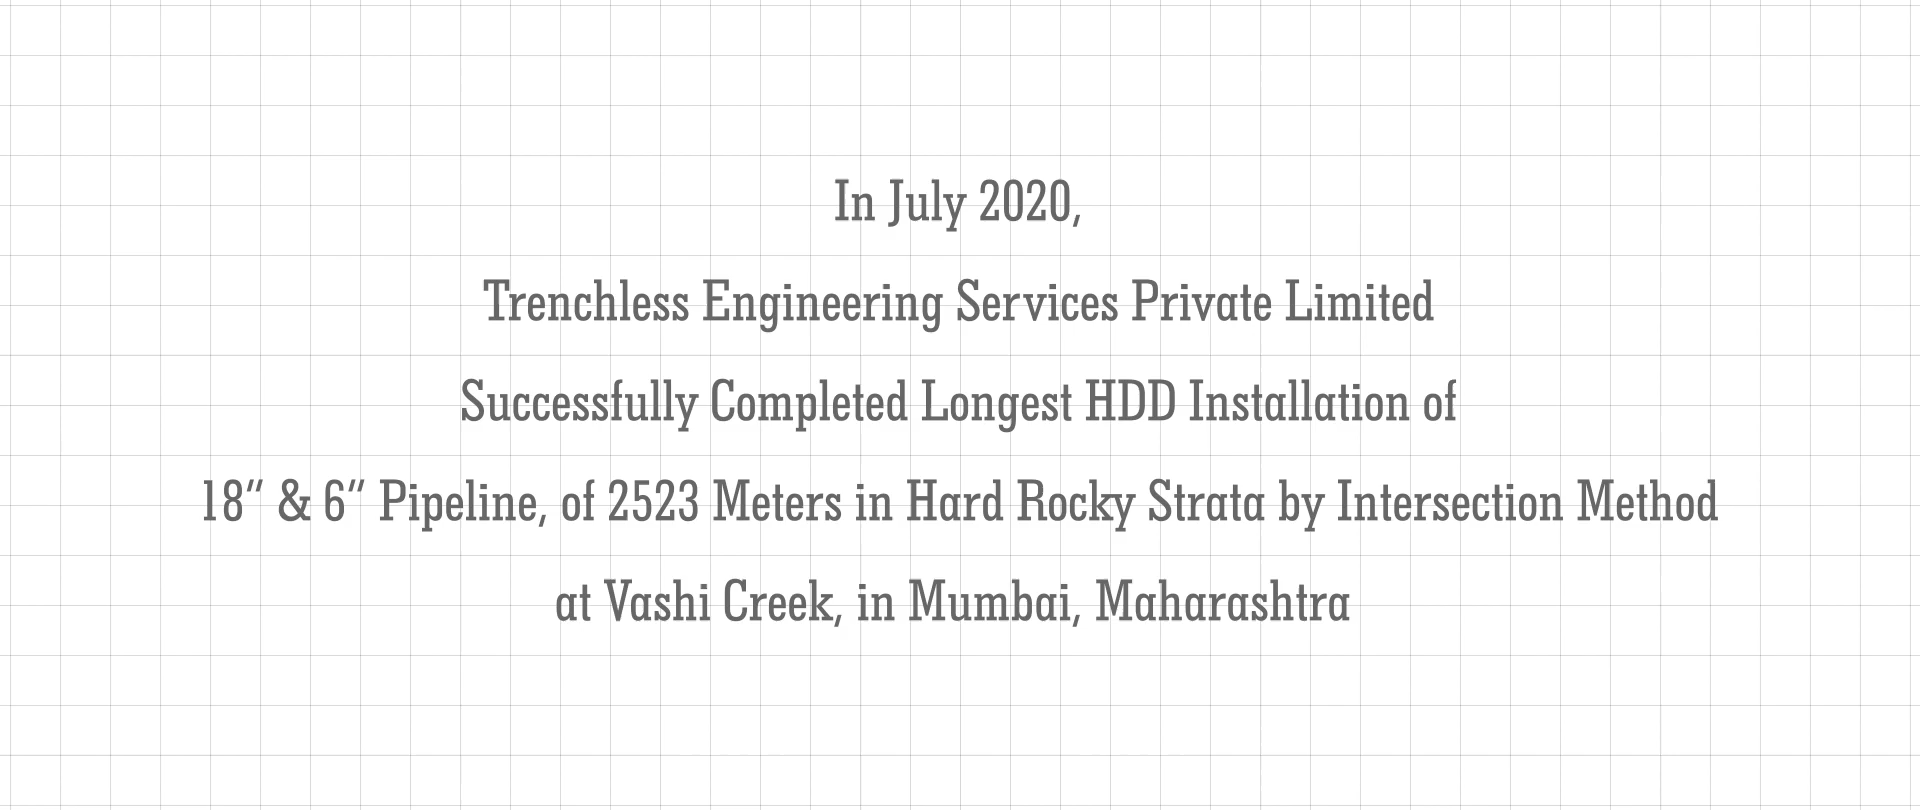 In July 2020,
Trenchless Engineering Services Private Limited
Successfully Completed Longest HDD Installation of
18” & 6” Pipeline, of 2523 Meters in Hard Rocky Strata by Intersection Method
at Vashi Creek, in Mumbai, Maharashtra